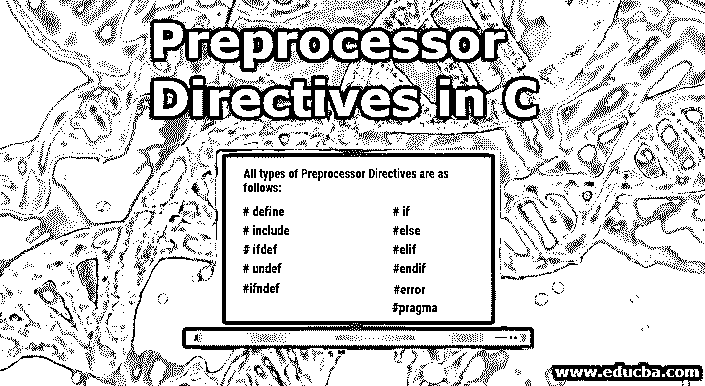 Preprocessor
Directives in C
All types of Preprocessor Directives are as
follows:
# define
# include
# ifdef
# undef
#ifndef
# if
#else
#elif
#endif
#error
#pragma
www.educba.com